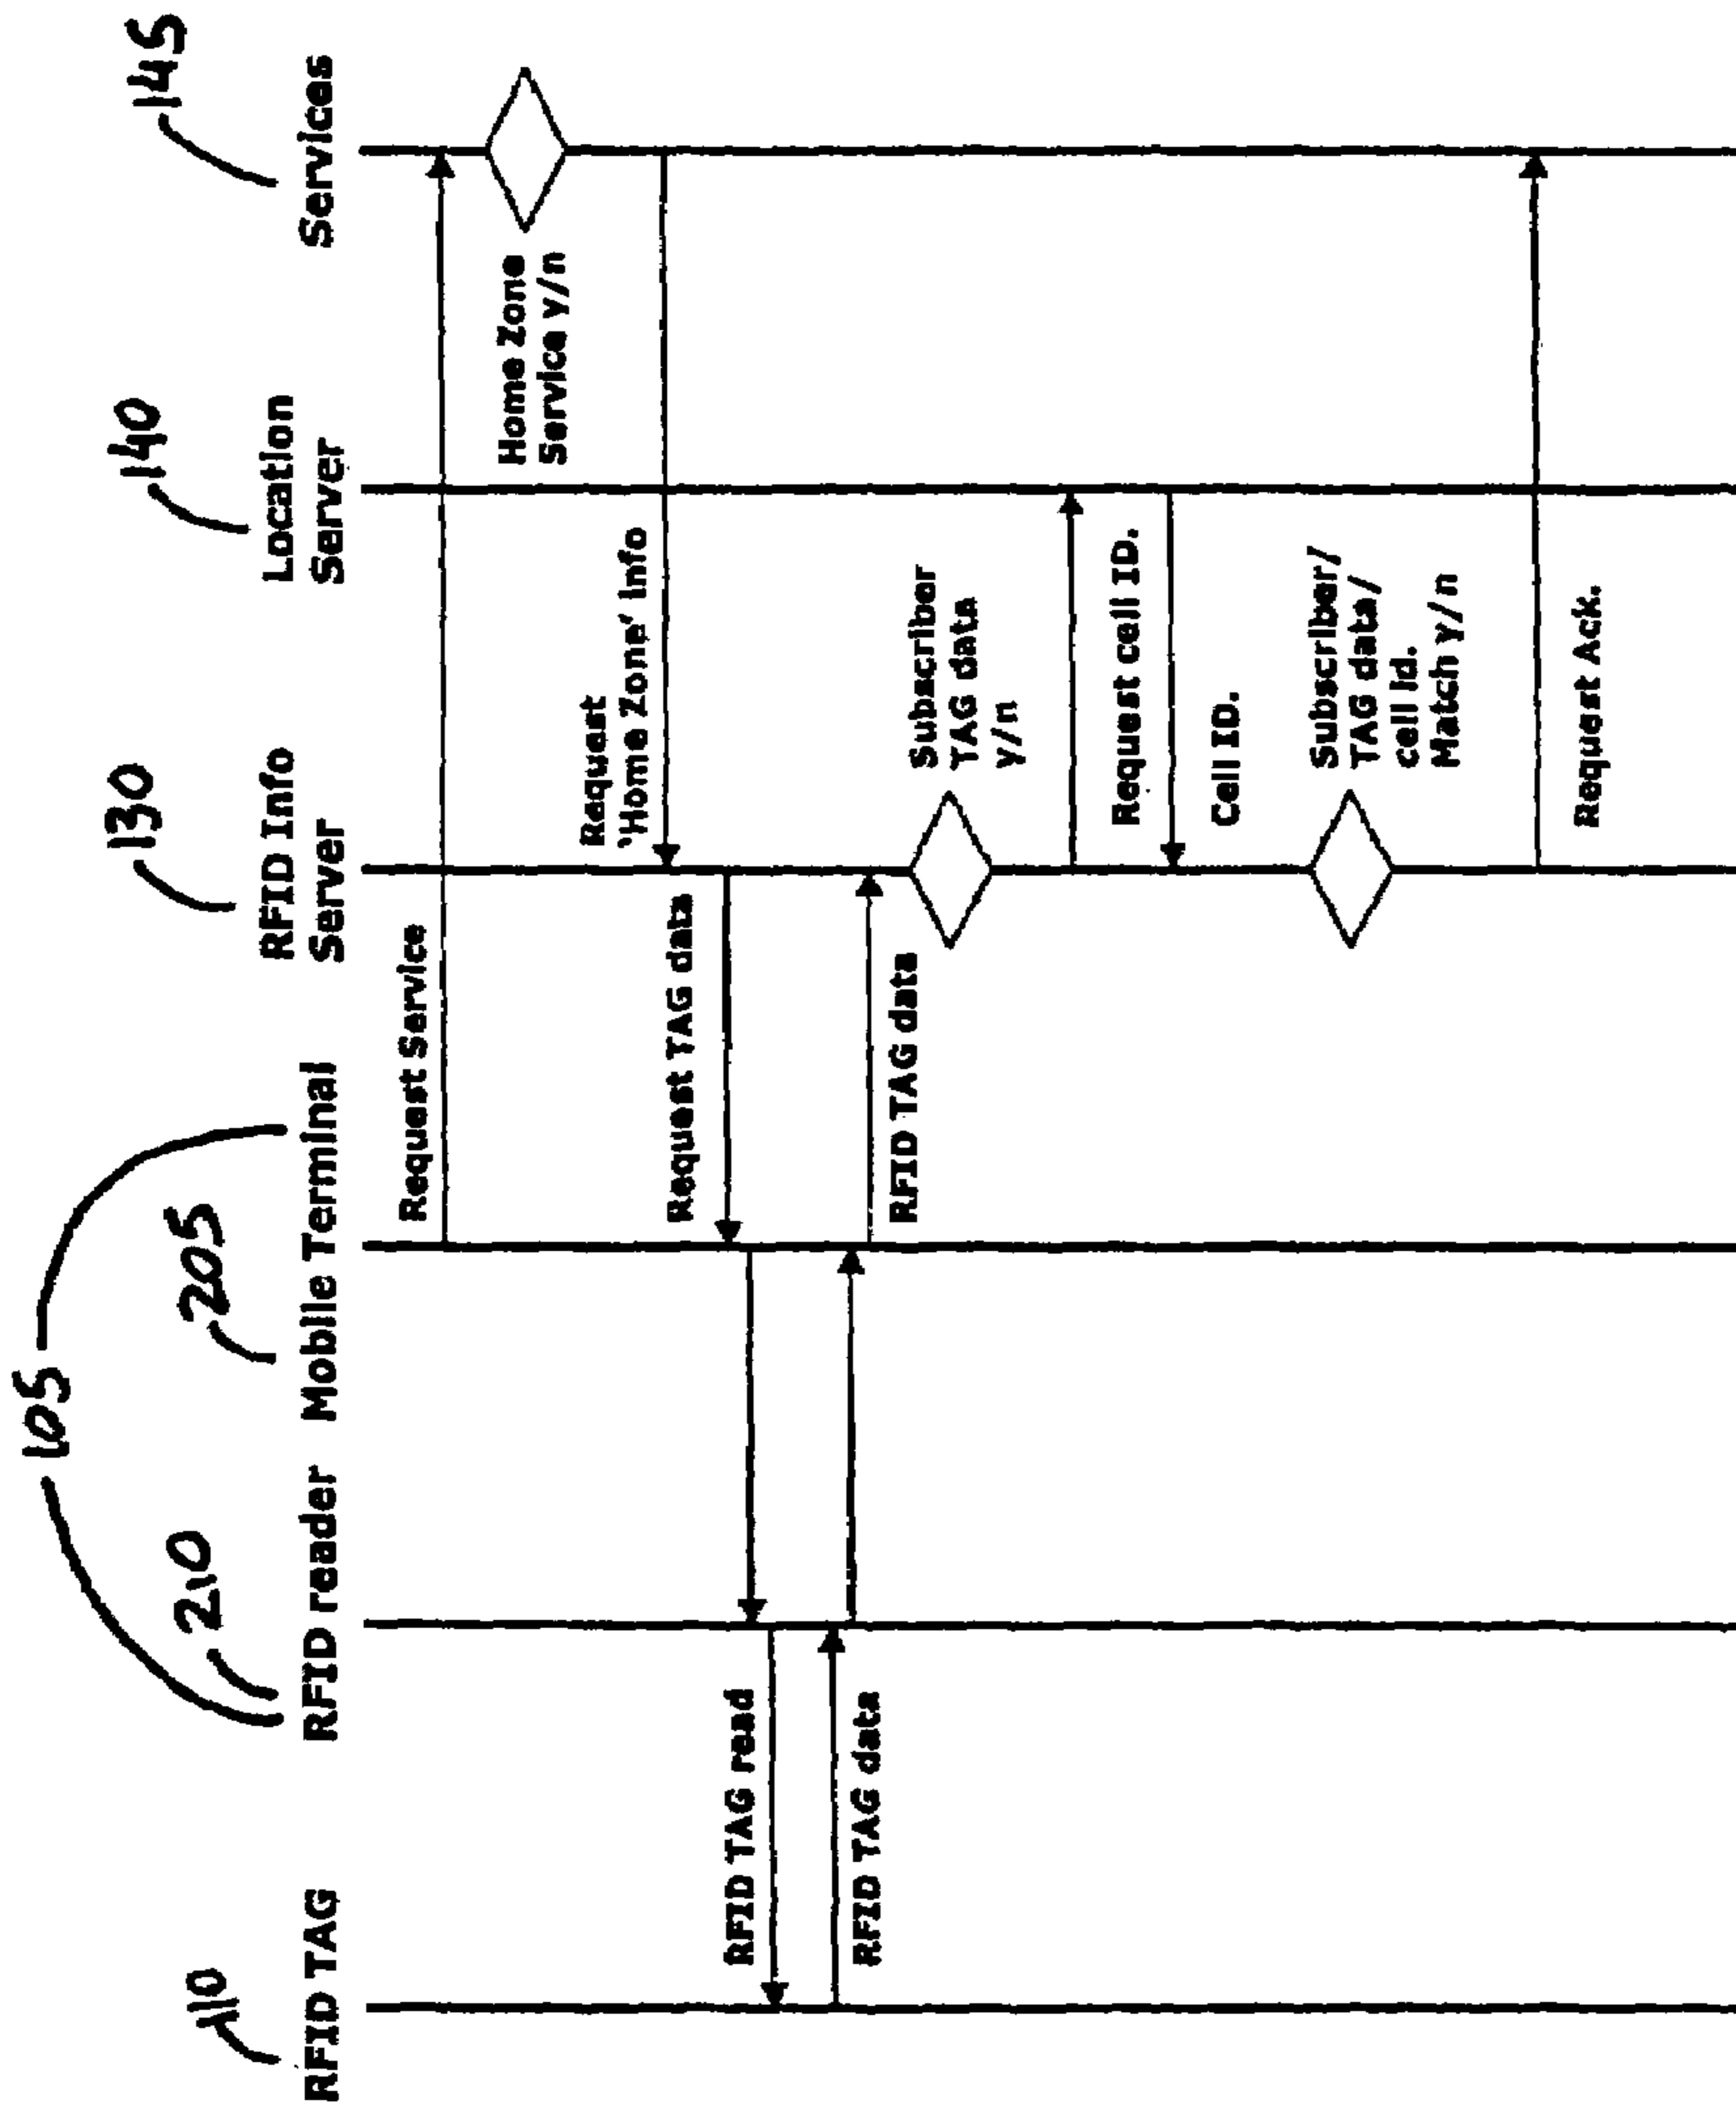 105
110
210
205
130
140
145
RFID TAG
RFID reader
Mobile Terminal
RFID Info
Server
Location
Server
Services
Request Service
Home Zone
Service y/n
Request
'Home Zone' Info
Request TAG data
RFID TAG read
RFID TAG data
RFID TAG data
Subscriber
TAG data
y/n
Request cell ID.
Cell ID.
Subscriber/
TAG data/
cell id.
Match y/n
Request Ack.